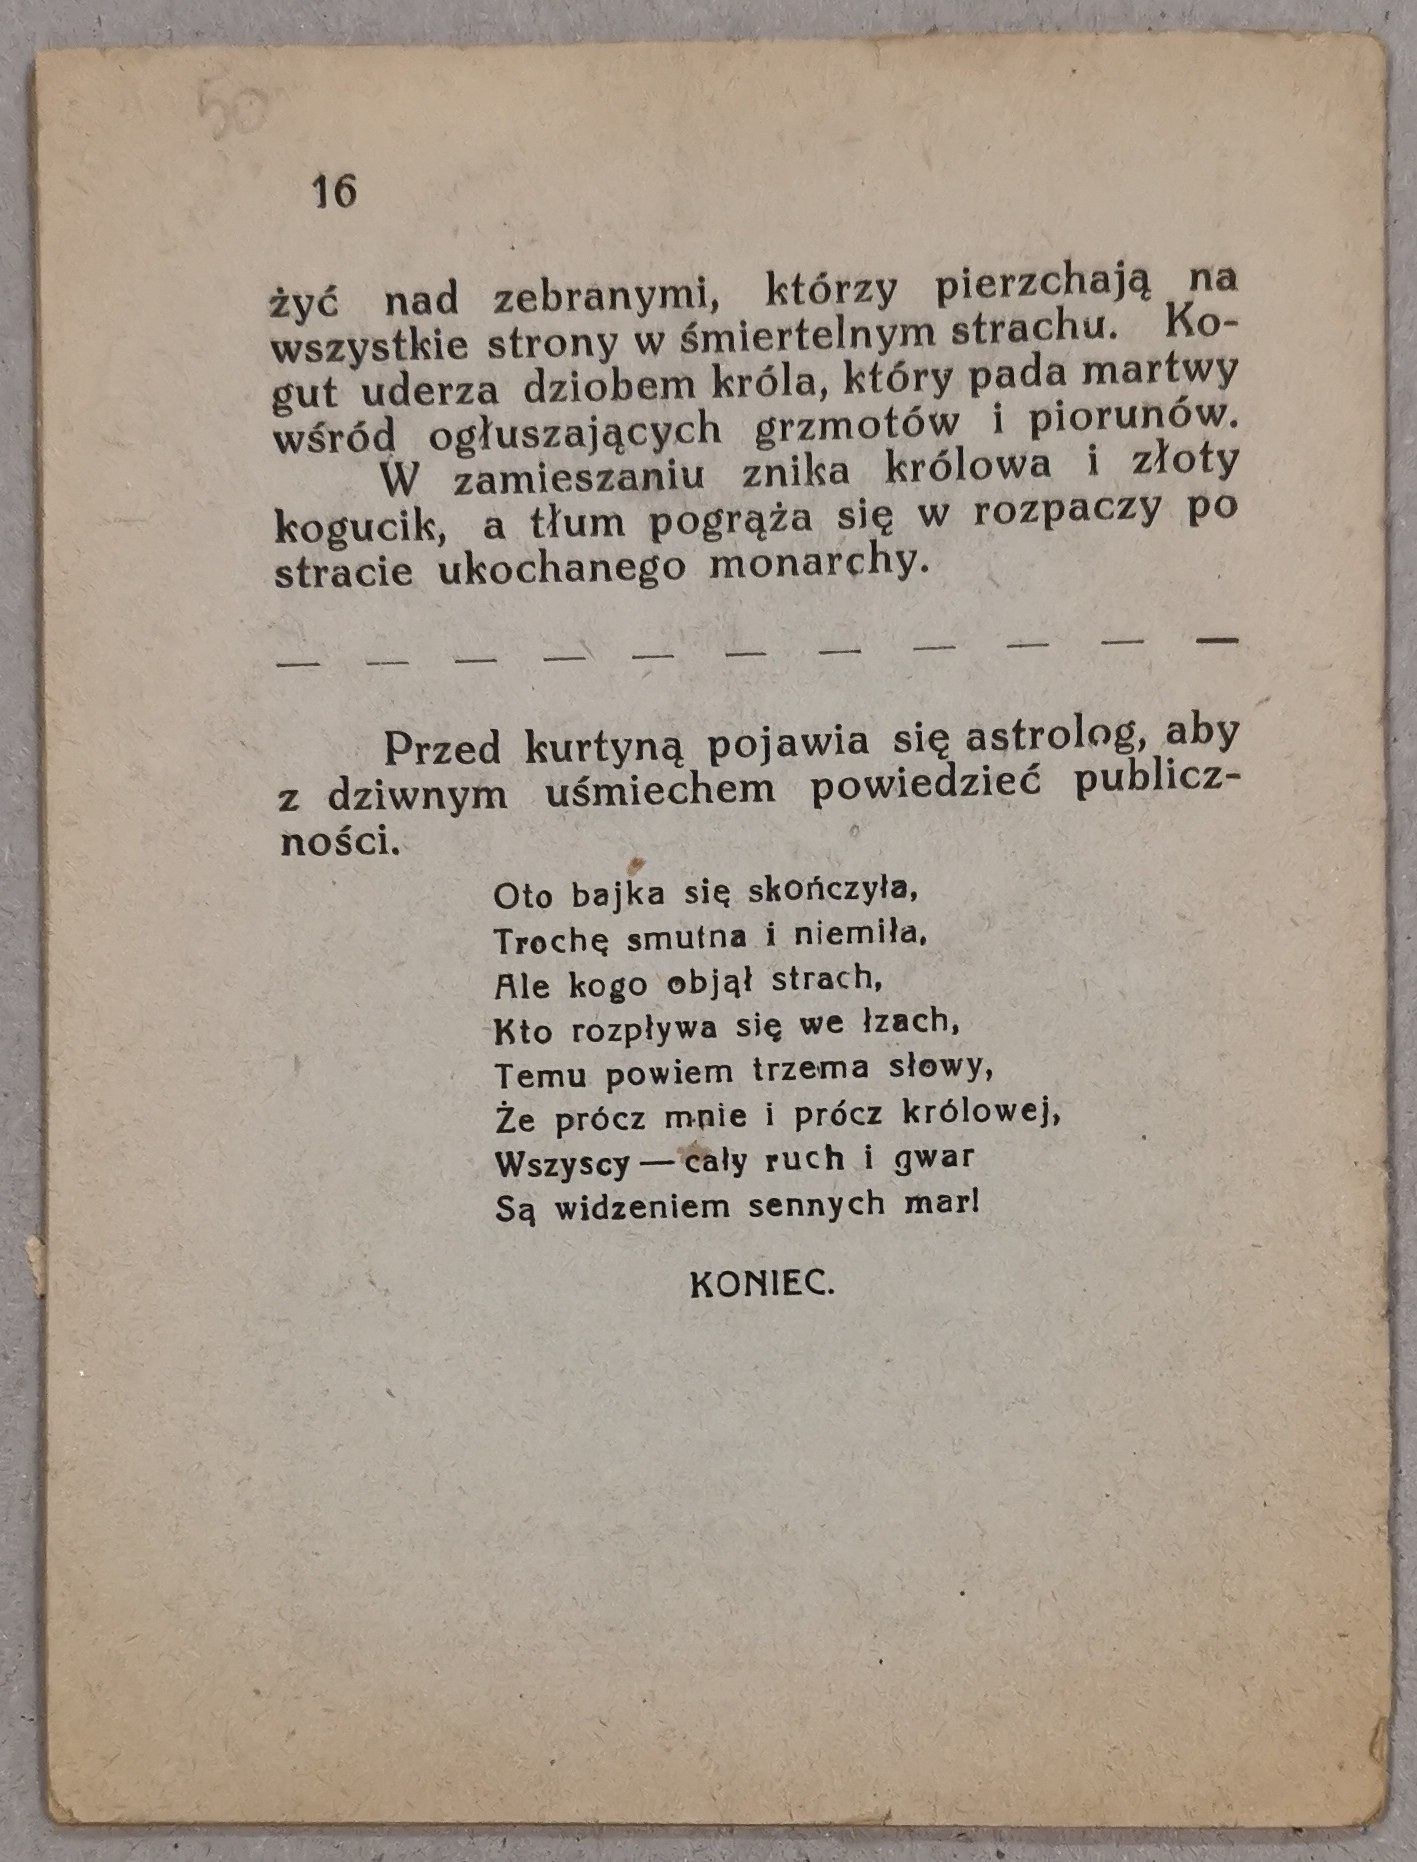 50
16
żyć nad zebranymi, którzy pierzchają na
wszystkie strony w śmiertelnym strachu. Ko-
gut uderza dziobem króla, który pada martwy
wśród ogłuszających grzmotów i piorunów.
W zamieszaniu znika królowa i złoty
kogucik, a tłum pogrąża się w rozpaczy po
stracie ukochanego monarchy.
— — — — — — — — — — —
Przed kurtyną pojawia się astrolog, aby
z dziwnym uśmiechem powiedzieć publicz-
ności.
Oto bajka się skończyła,
Trochę smutna i niemiła,
Ale kogo objął strach,
Kto rozpływa się we łzach,
Temu powiem trzema słowy,
Że prócz mnie i prócz królowej,
Wszyscy — cały ruch i gwar
Są widzeniem sennych mar!
KONIEC.